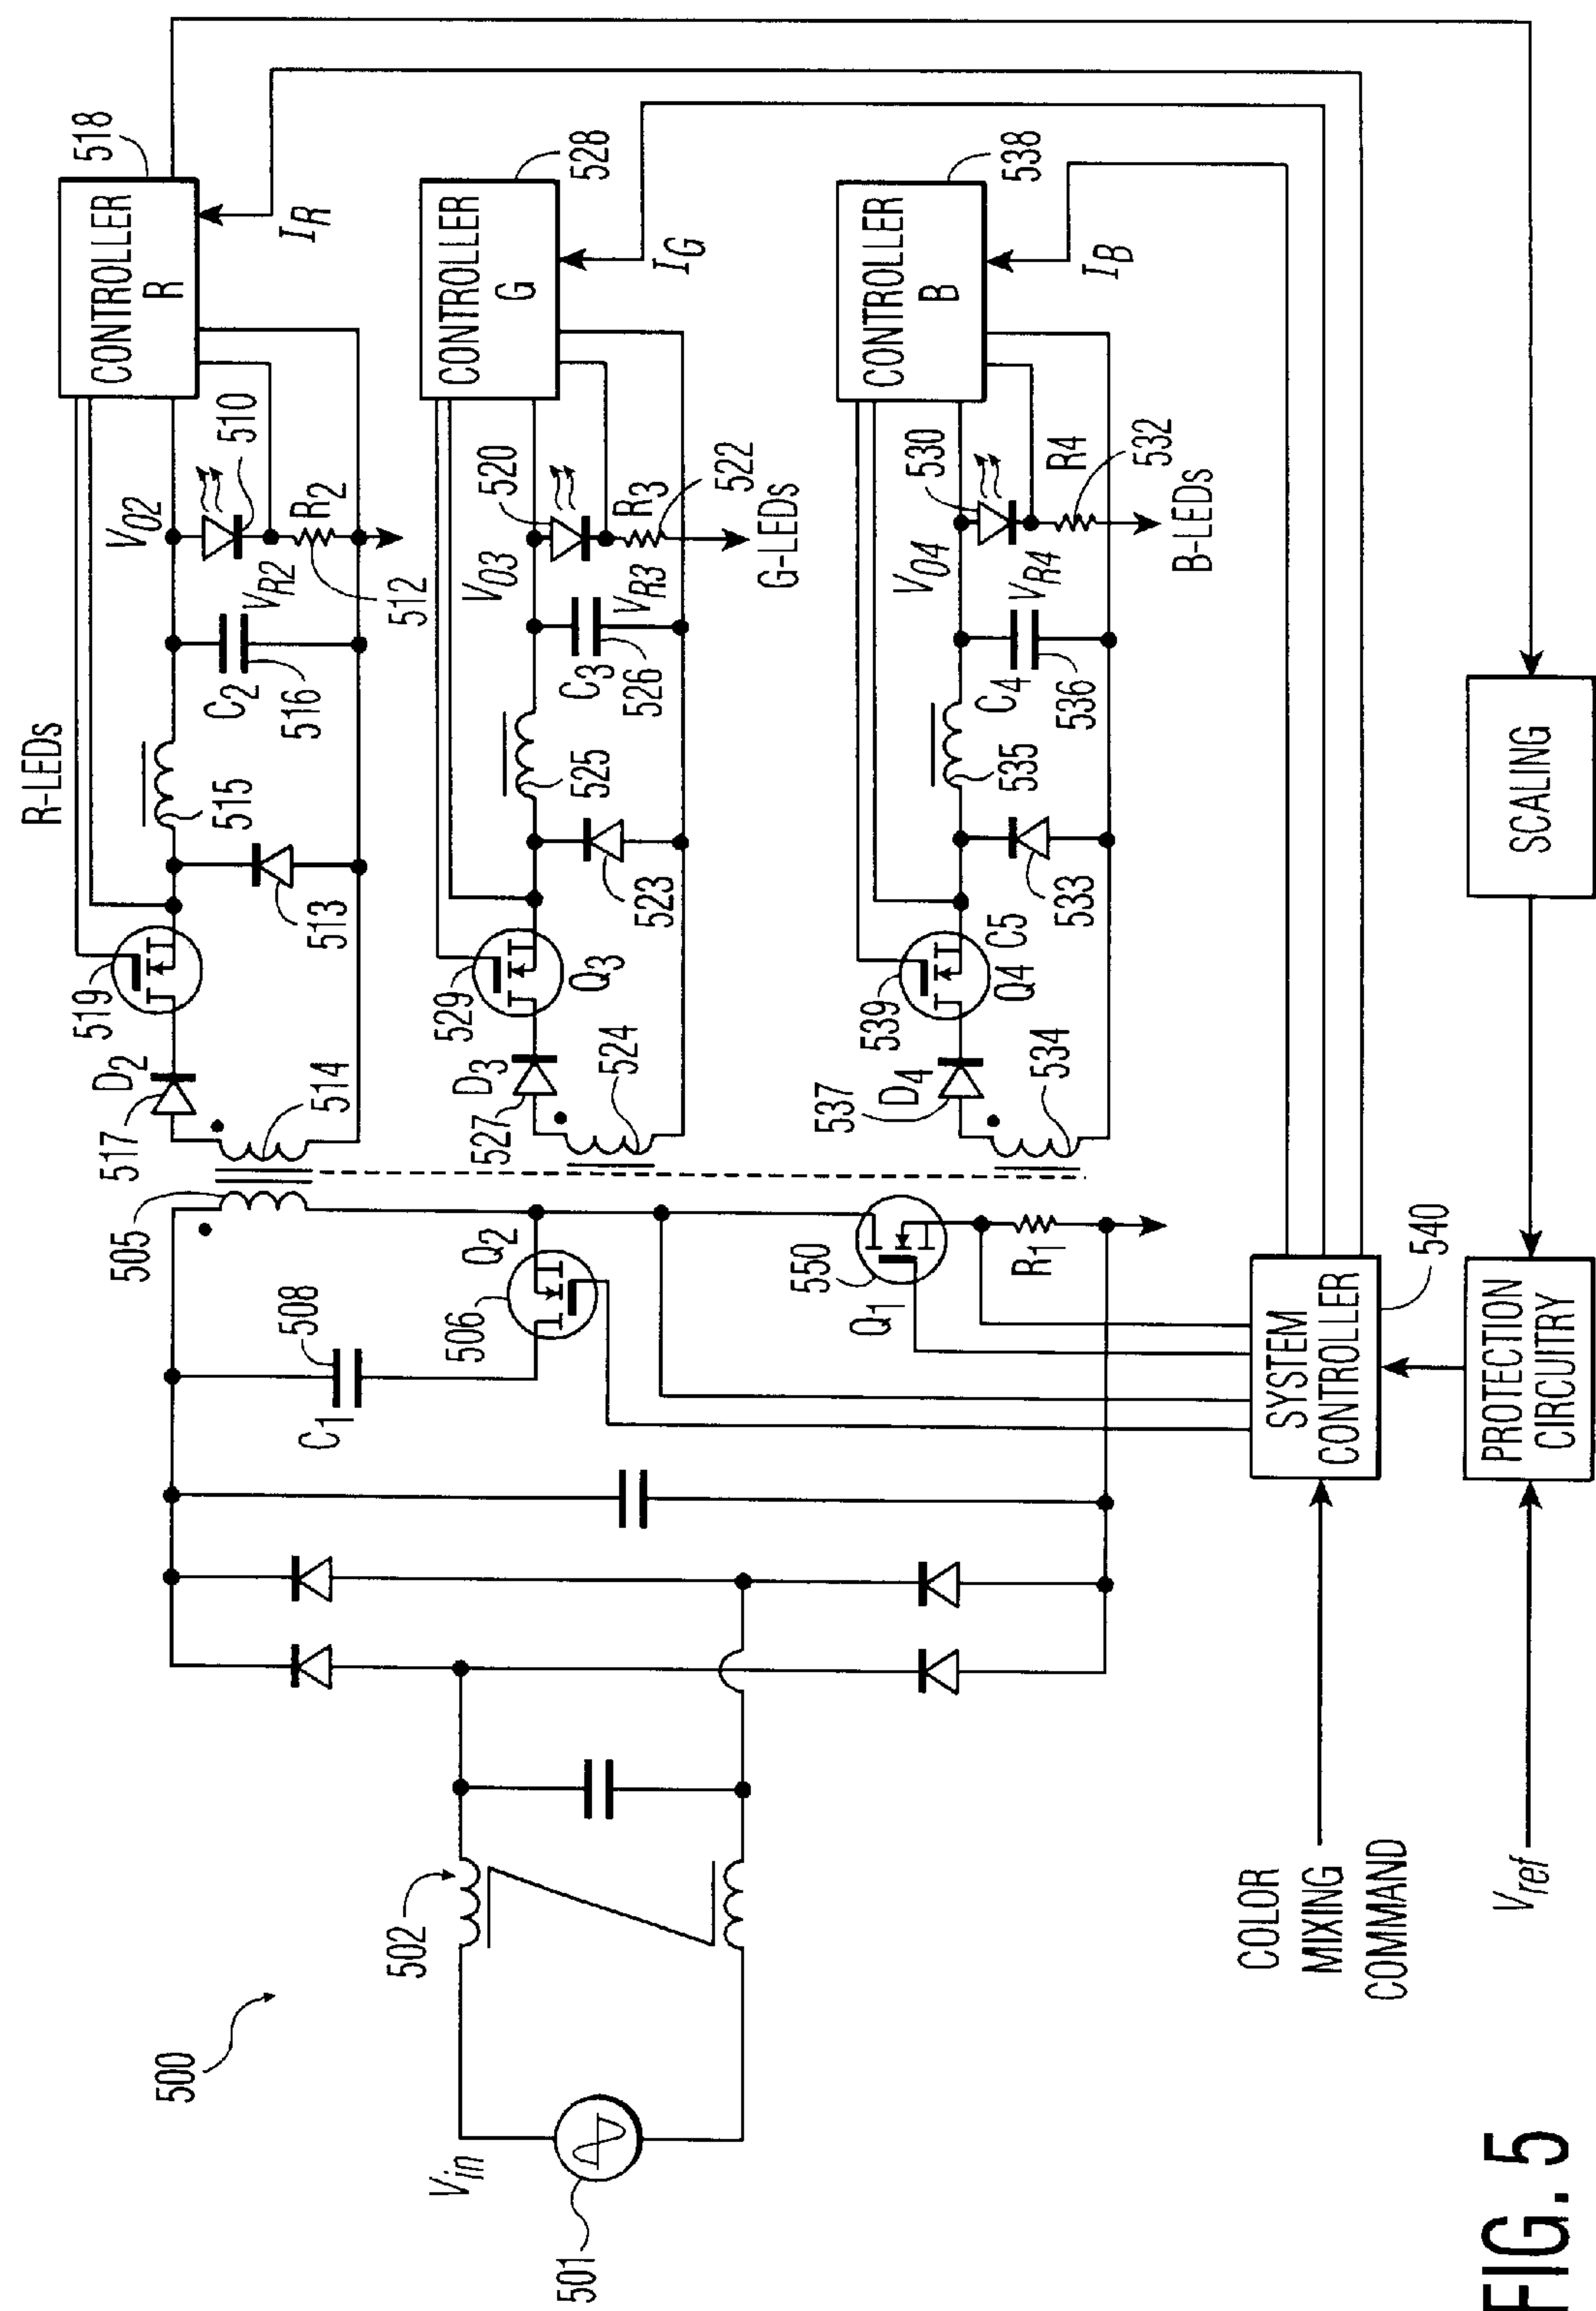 500
V_in
501
502
C1
508
505
506
Q2
550
Q1
R1
R-LEDs
517
D2
514
519
513
515
C2
516
V_R2
V_O2
510
R2
512
CONTROLLER
R
518
I_R
527
D3
524
529
Q3
523
525
C3
526
V_R3
V_O3
520
R3
522
G-LEDs
CONTROLLER
G
528
I_G
537
D4
534
539
Q4
C5
533
535
C4
536
V_R4
V_O4
530
R4
532
B-LEDs
CONTROLLER
B
538
I_B
COLOR
MIXING
COMMAND
SYSTEM
CONTROLLER
540
V_ref
PROTECTION
CIRCUITRY
SCALING
FIG. 5